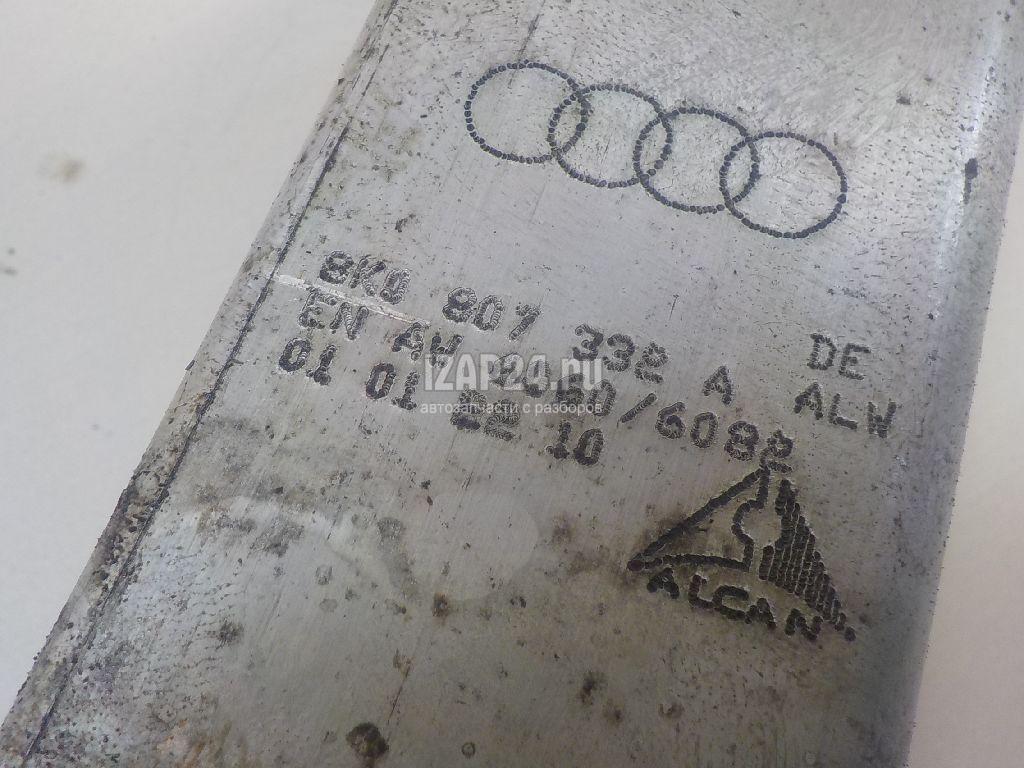 8K0 807 332 A DE
EN AW 6060/6082 ALW
01 01 22 10
ALCAN
IZAP24.ru
автозапчасти с разборов